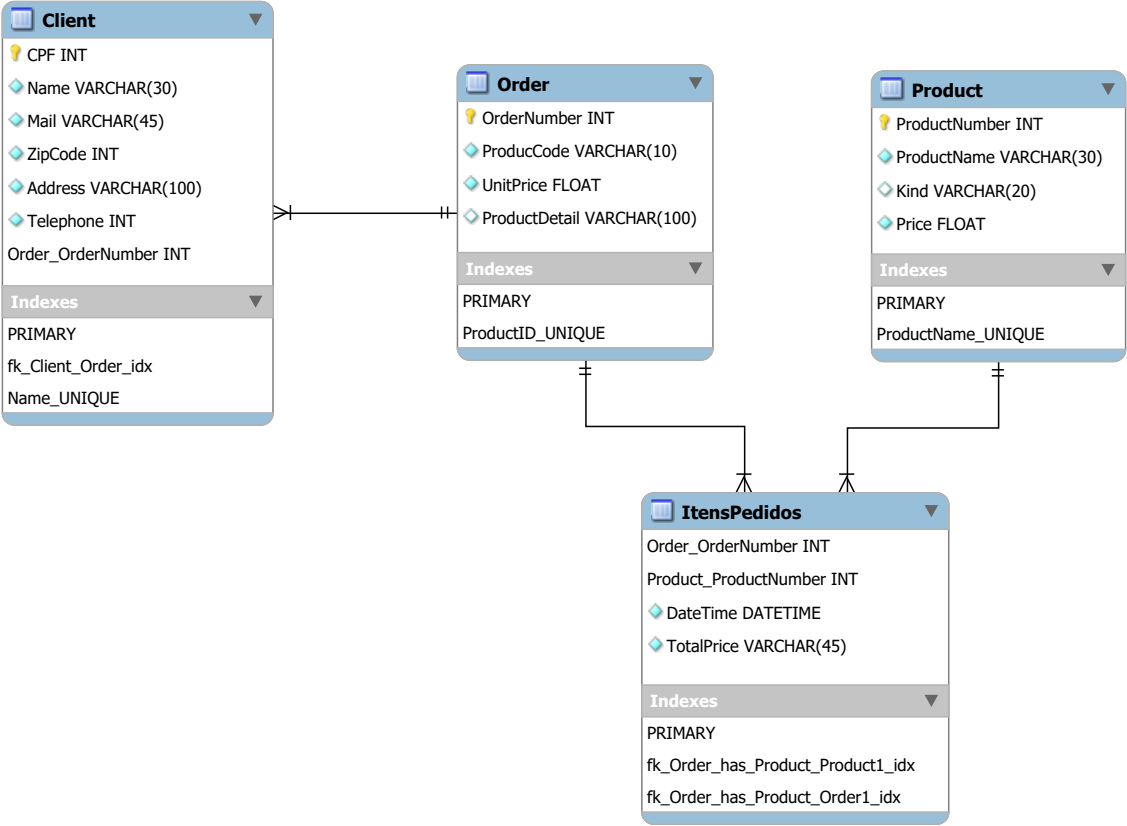 Client
CPF INT
Name VARCHAR(30)
Mail VARCHAR(45)
ZipCode INT
Address VARCHAR(100)
Telephone INT
Order_OrderNumber INT
Indexes
PRIMARY
fk_Client_Order_idx
Name_UNIQUE
Order
OrderNumber INT
ProducCode VARCHAR(10)
UnitPrice FLOAT
ProductDetail VARCHAR(100)
Indexes
PRIMARY
ProductID_UNIQUE
Product
ProductNumber INT
ProductName VARCHAR(30)
Kind VARCHAR(20)
Price FLOAT
Indexes
PRIMARY
ProductName_UNIQUE
ItensPedidos
Order_OrderNumber INT
Product_ProductNumber INT
DateTime DATETIME
TotalPrice VARCHAR(45)
Indexes
PRIMARY
fk_Order_has_Product_Product1_idx
fk_Order_has_Product_Order1_idx